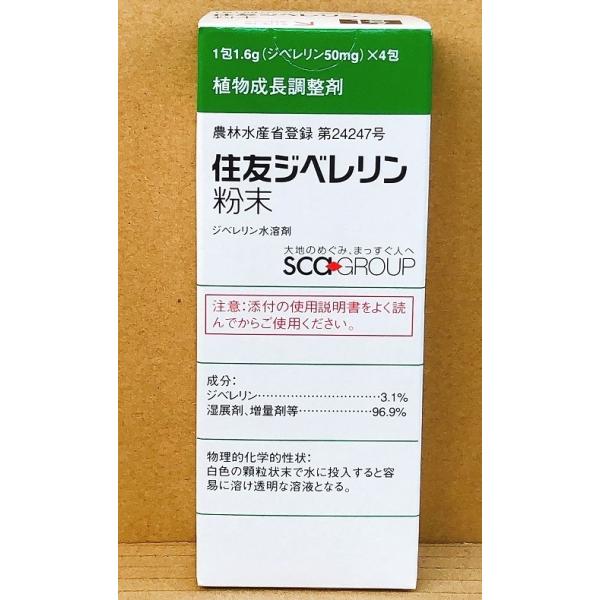 1包1.6g(ジベレリン50mg)×4包
植物成長調整剤
農林水産省登録 第24247号
住友ジベレリン
粉末
ジベレリン水溶剤
大地のめぐみ、まっすぐ人へ
SCA GROUP
注意:添付の使用説明書をよく読
んでからご使用ください。
成分:
ジベレリン……………………………3.1%
湿展剤、増量剤等………………96.9%
物理的化学的性状:
白色の顆粒状末で水に投入すると容
易に溶け透明な溶液となる。